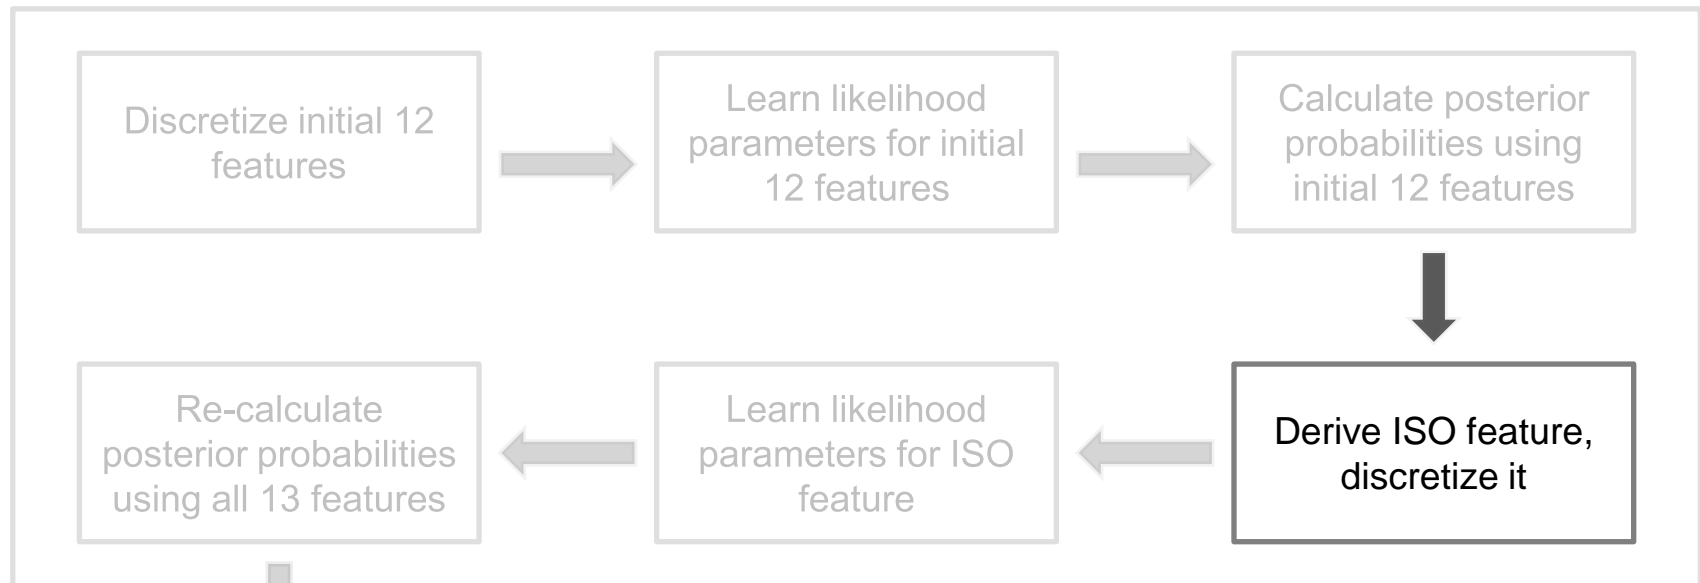 Discretize initial 12
features
Learn likelihood
parameters for initial
12 features
Calculate posterior
probabilities using
initial 12 features
Derive ISO feature,
discretize it
Learn likelihood
parameters for ISO
feature
Re-calculate
posterior probabilities
using all 13 features